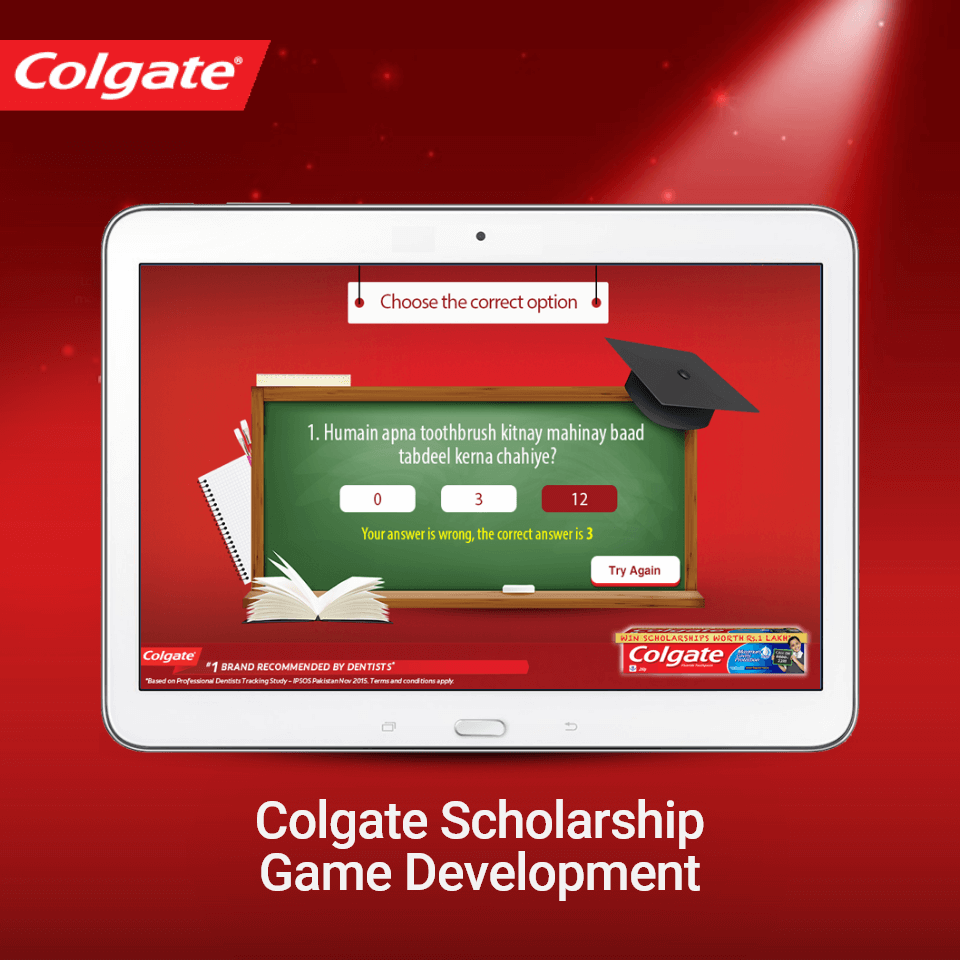 Colgate®
Choose the correct option
1. Humain apna toothbrush kitnay mahinay baad
tabdeel kerna chahiye?
0 3 12
Your answer is wrong, the correct answer is 3
Try Again
WIN SCHOLARSHIPS WORTH RS.1 LAKH
Colgate
Maximum
Cavity
Protection
Colgate®
#1 BRAND RECOMMENDED BY DENTISTS*
*Based on Professional Dentists Tracking Study – IPSOS Pakistan Nov 2015. Terms and conditions apply.
Colgate Scholarship
Game Development